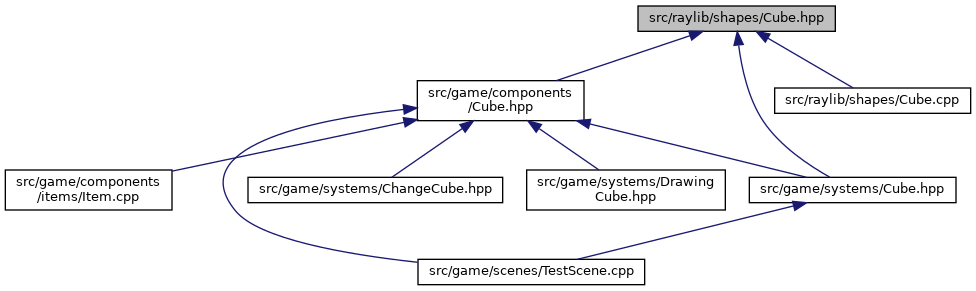 src/raylib/shapes/Cube.hpp
src/game/components
/Cube.hpp
src/raylib/shapes/Cube.cpp
src/game/components
/items/Item.cpp
src/game/systems/ChangeCube.hpp
src/game/systems/Drawing
Cube.hpp
src/game/systems/Cube.hpp
src/game/scenes/TestScene.cpp